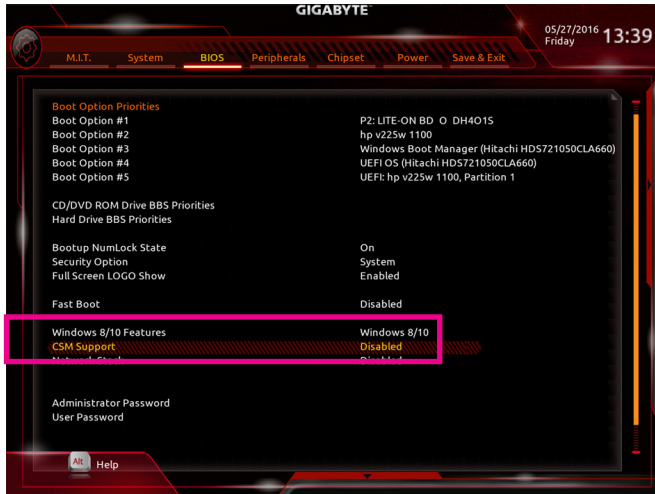 GIGABYTE™
05/27/2016 13:39
Friday
M.I.T. System BIOS Peripherals Chipset Power Save & Exit
Boot Option Priorities
Boot Option #1 P2: LITE-ON BD O DH4O1S
Boot Option #2 hp v225w 1100
Boot Option #3 Windows Boot Manager (Hitachi HDS721050CLA660)
Boot Option #4 UEFI OS (Hitachi HDS721050CLA660)
Boot Option #5 UEFI: hp v225w 1100, Partition 1
CD/DVD ROM Drive BBS Priorities
Hard Drive BBS Priorities
Bootup NumLock State On
Security Option System
Full Screen LOGO Show Enabled
Fast Boot Disabled
Windows 8/10 Features Windows 8/10
CSM Support Disabled
Network Stack Disabled
Administrator Password
User Password
Alt Help